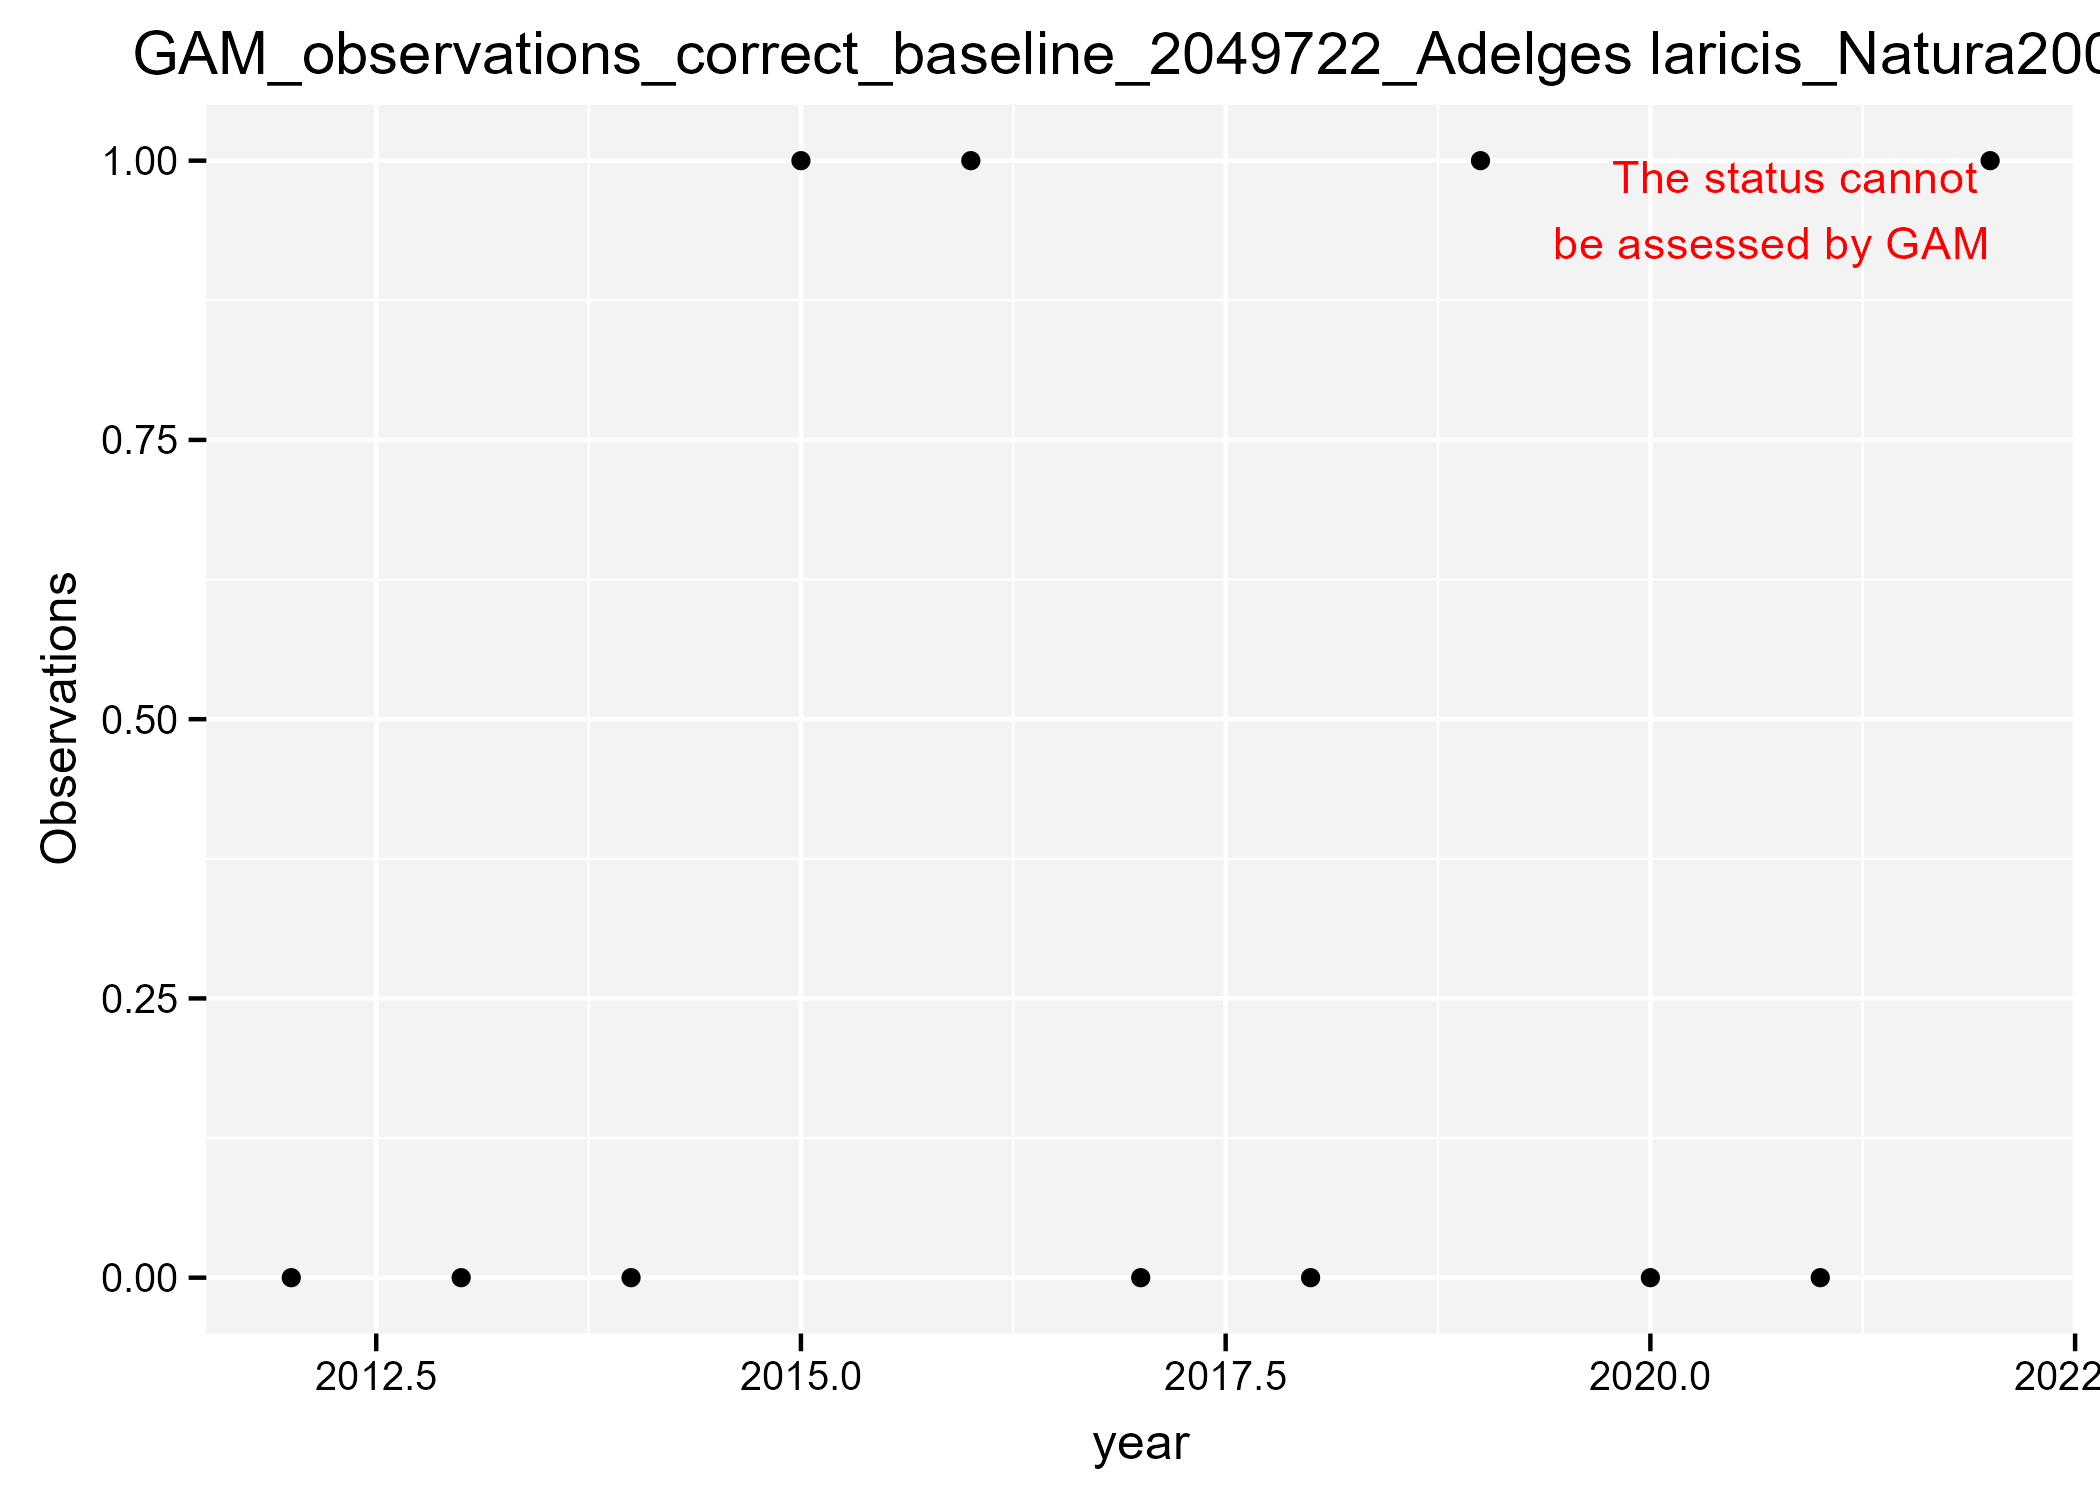 GAM_observations_correct_baseline_2049722_Adelges laricis_Natura200
1.00
The status cannot
be assessed by GAM
0.75
0.50
0.25
0.00
Observations
2012.5 2015.0 2017.5 2020.0 2022
year